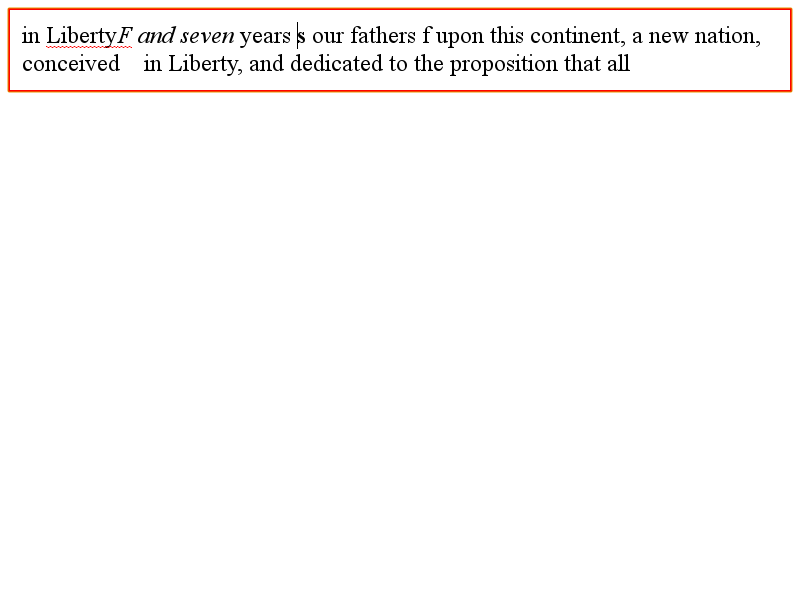 in LibertyF and seven years s our fathers f upon this continent, a new nation,
conceived    in Liberty, and dedicated to the proposition that all